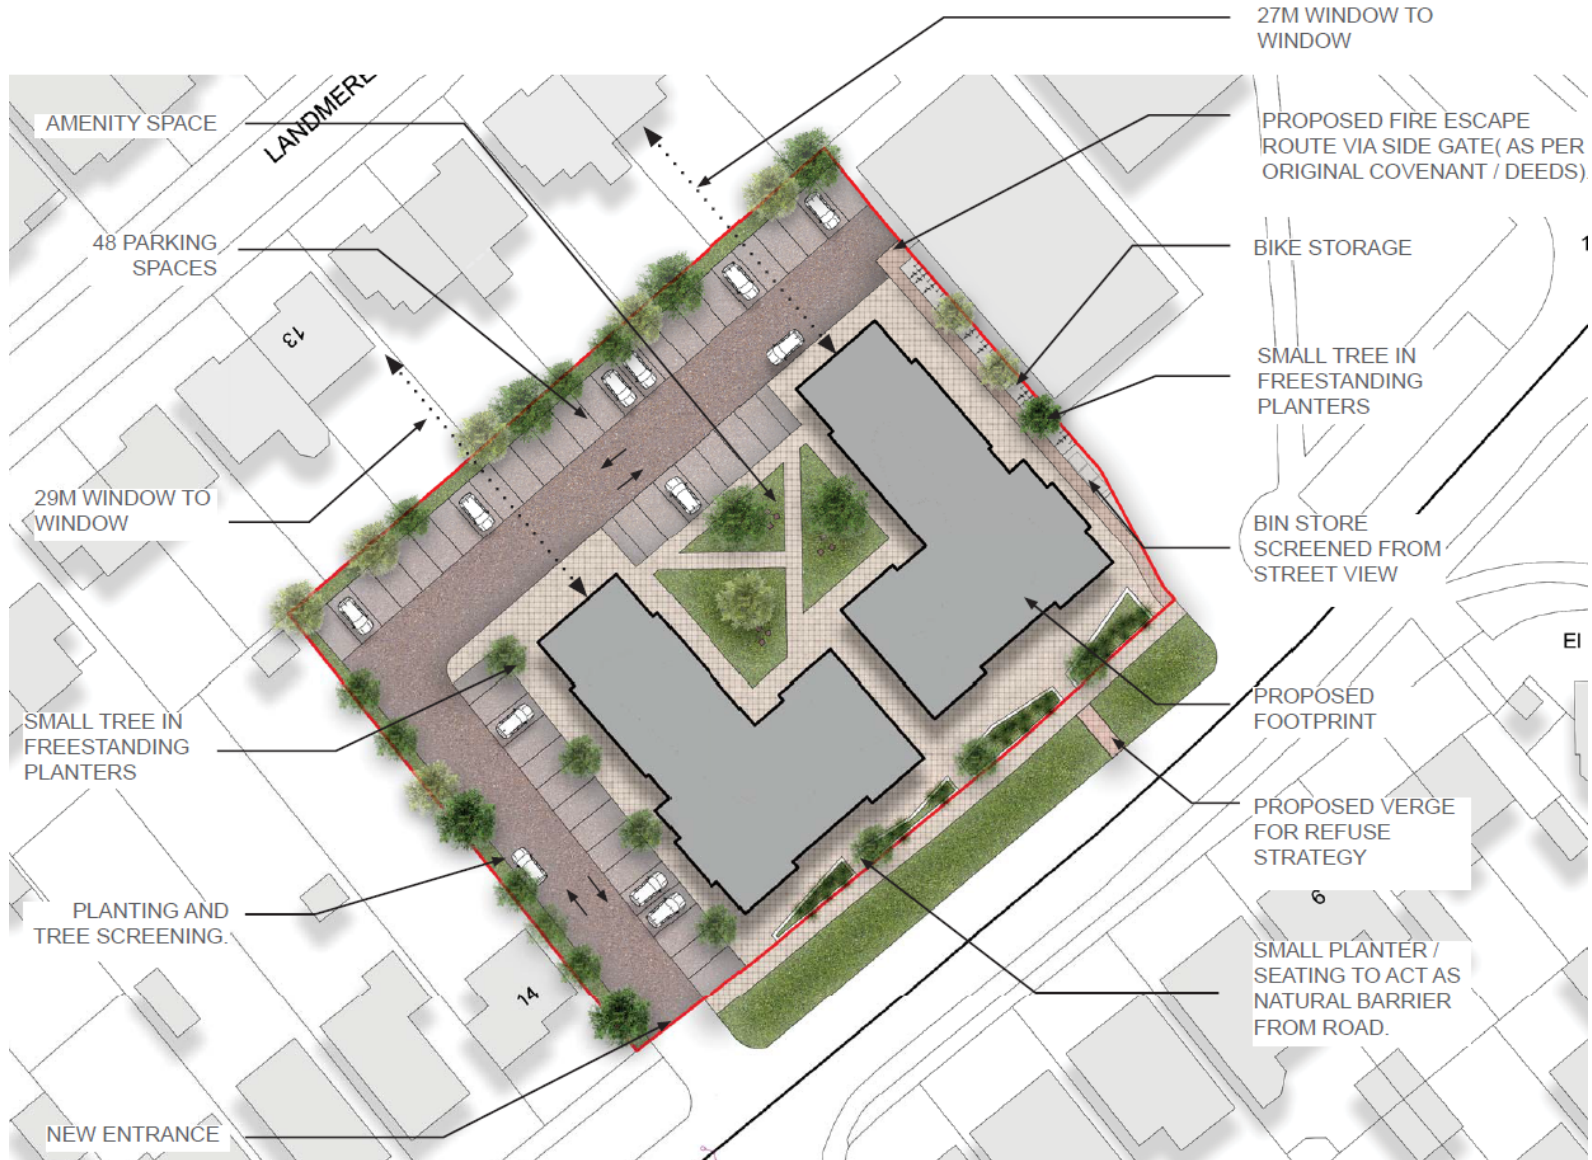 27M WINDOW TO
WINDOW
LANDMERE
AMENITY SPACE
PROPOSED FIRE ESCAPE
ROUTE VIA SIDE GATE( AS PER
ORIGINAL COVENANT / DEEDS).
48 PARKING
SPACES
BIKE STORAGE
1
13
SMALL TREE IN
FREESTANDING
PLANTERS
29M WINDOW TO
WINDOW
BIN STORE
SCREENED FROM
STREET VIEW
El
SMALL TREE IN
FREESTANDING
PLANTERS
PROPOSED
FOOTPRINT
PROPOSED VERGE
FOR REFUSE
STRATEGY
6
PLANTING AND
TREE SCREENING.
SMALL PLANTER /
SEATING TO ACT AS
NATURAL BARRIER
FROM ROAD.
14
NEW ENTRANCE